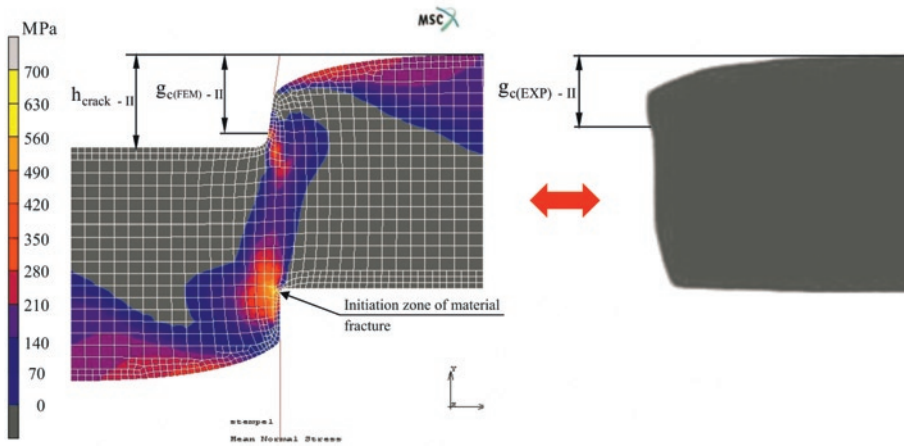 MPa
700
630
560
490
420
350
280
210
140
70
0
MSC
h_crack - II
g_c(FEM) - II
g_c(EXP) - II
Initiation zone of material
fracture
Y
stempel
Mean Normal Stress